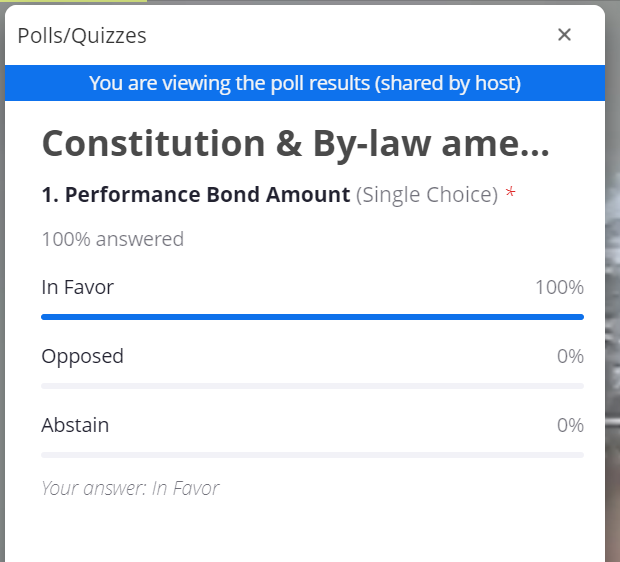 Polls/Quizzes ×
You are viewing the poll results (shared by host)
Constitution & By-law ame...
1. Performance Bond Amount (Single Choice) *
100% answered
In Favor 100%
Opposed 0%
Abstain 0%
Your answer: In Favor